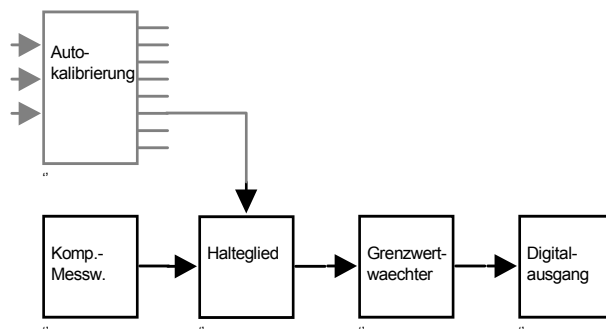 Auto-
kalibrierung
‘’
Komp.-
Messw.
Halteglied
Grenzwert-
waechter
Digital-
ausgang
‘’
‘’
‘’
‘’